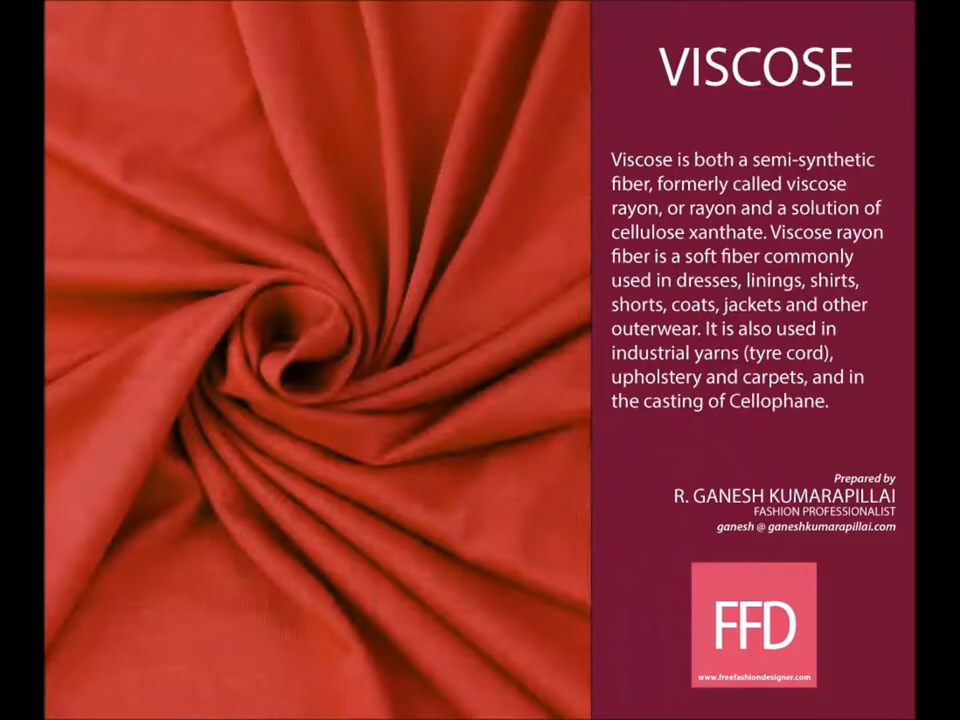 VISCOSE
Viscose is both a semi-synthetic
fiber, formerly called viscose
rayon, or rayon and a solution of
cellulose xanthate. Viscose rayon
fiber is a soft fiber commonly
used in dresses, linings, shirts,
shorts, coats, jackets and other
outerwear. It is also used in
industrial yarns (tyre cord),
upholstery and carpets, and in
the casting of Cellophane.
Prepared by
R. GANESH KUMARAPILLAI
FASHION PROFESSIONALIST
ganesh @ ganeshkumarapillai.com
FFD
www.freefashiondesigner.com